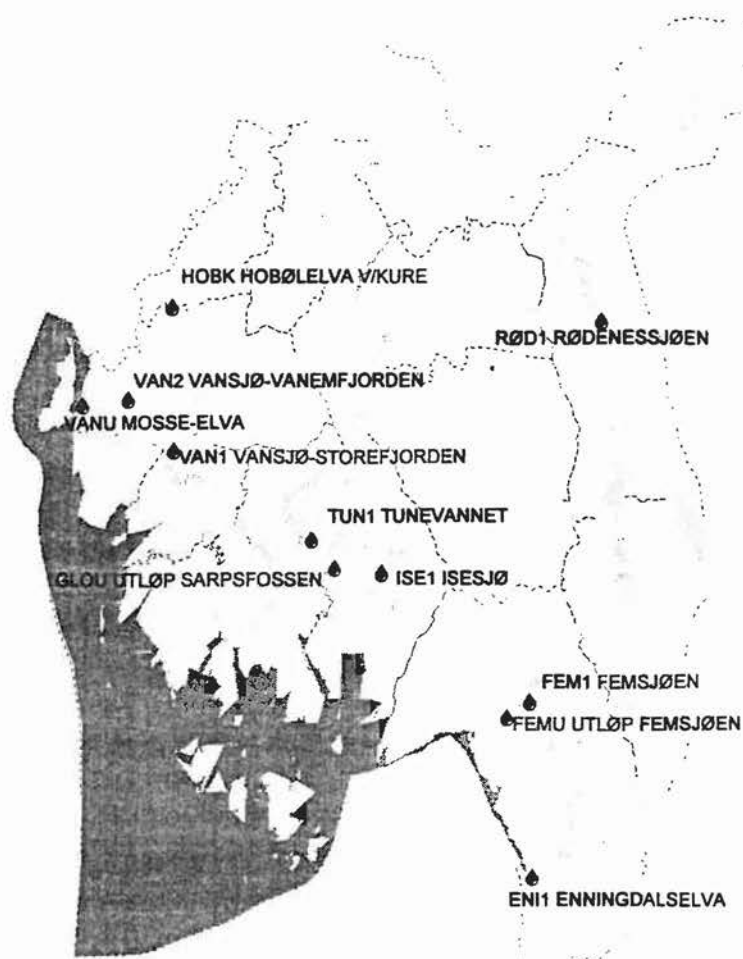 HOBK HOBØLELVA V/KURE
RØD1 RØDENESSJØEN
VAN2 VANSJØ-VANEMFJORDEN
VANU MOSSE-ELVA
VAN1 VANSJØ-STOREFJORDEN
TUN1 TUNEVANNET
GLOU UTLØP SARPSFOSSEN
ISE1 ISESJØ
FEM1 FEMSJØEN
FEMU UTLØP FEMSJØEN
ENI1 ENNINGDALSELVA